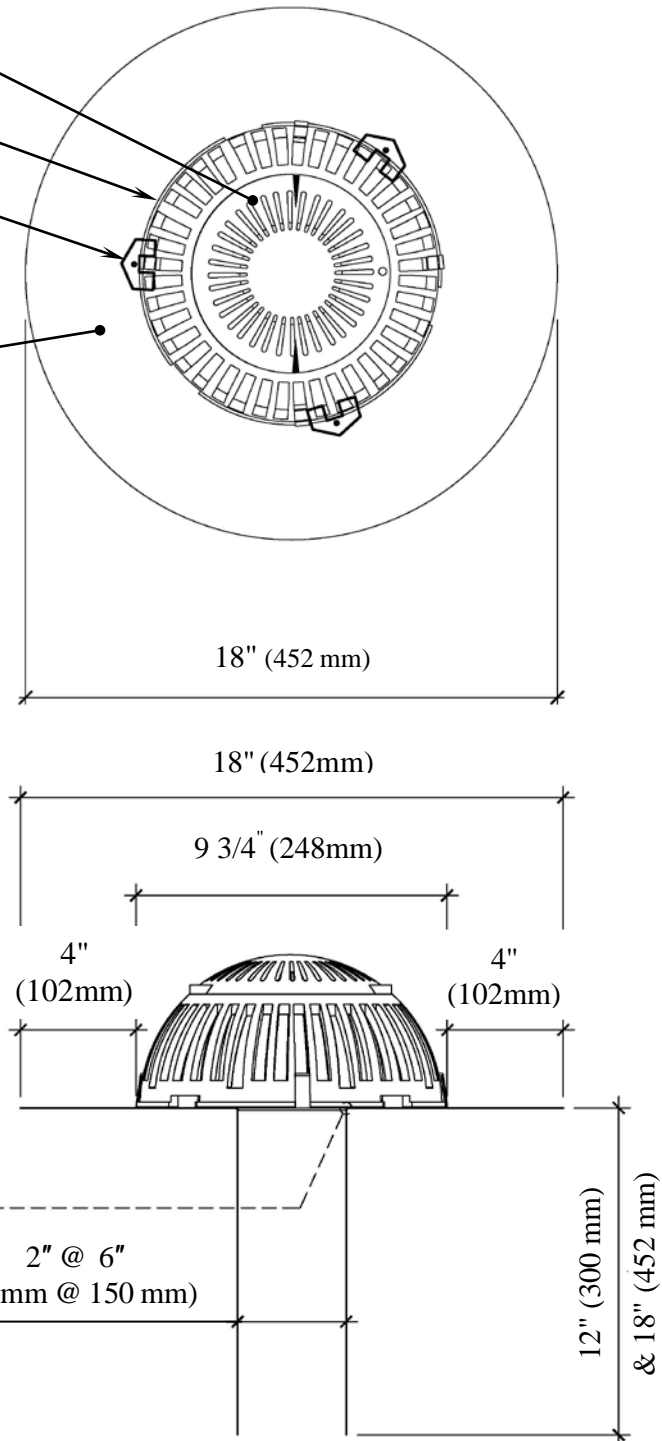 18" (452 mm)
18" (452mm)
9 3/4" (248mm)
4"
(102mm)
4"
(102mm)
2" @ 6"
mm @ 150 mm)
12" (300 mm)
& 18" (452 mm)